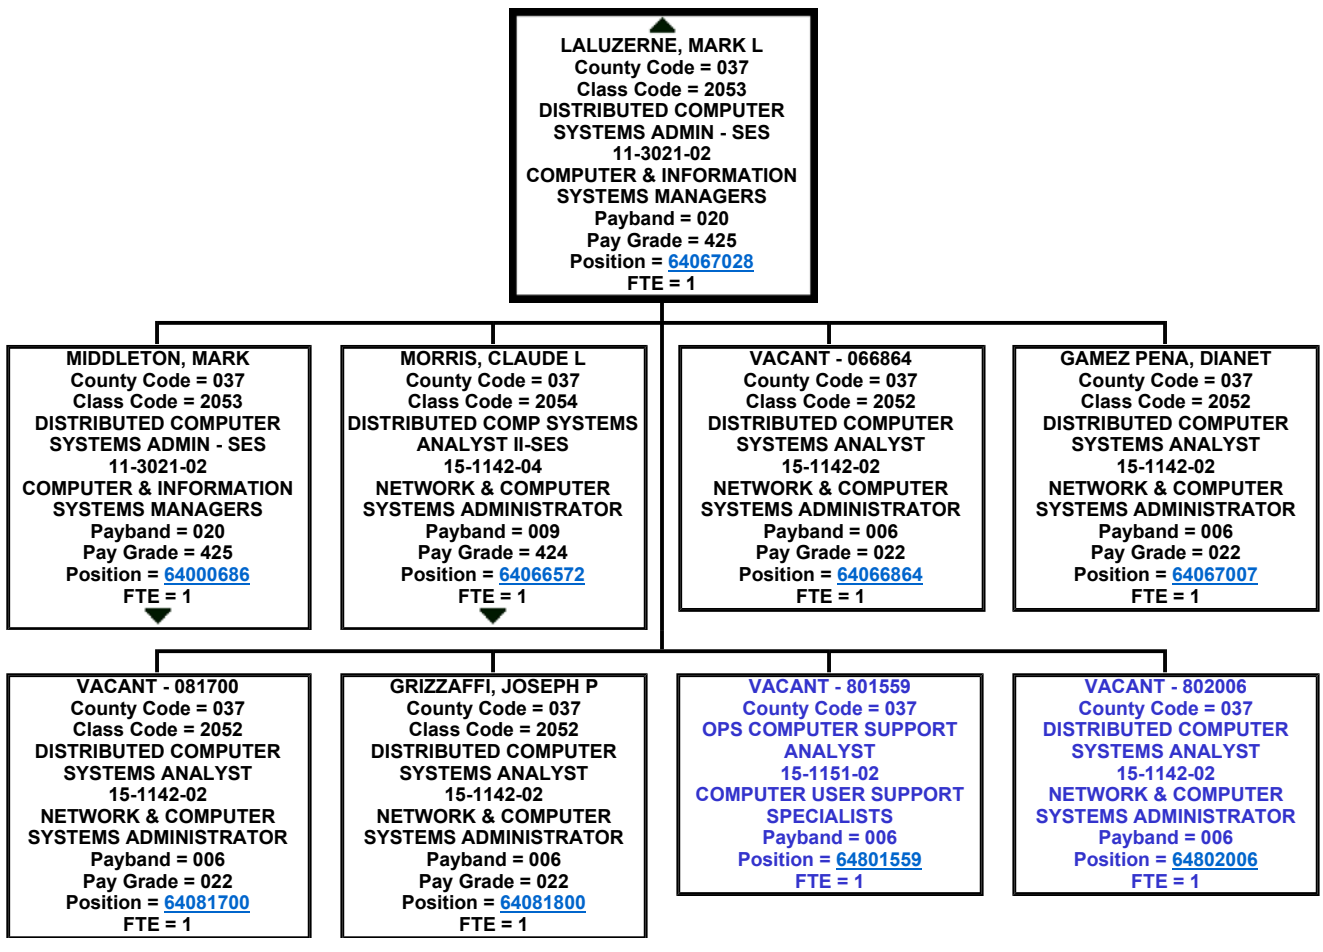 LALUZERNE, MARK L
County Code = 037
Class Code = 2053
DISTRIBUTED COMPUTER
SYSTEMS ADMIN - SES
11-3021-02
COMPUTER & INFORMATION
SYSTEMS MANAGERS
Payband = 020
Pay Grade = 425
Position = 64067028
FTE = 1
MIDDLETON, MARK
County Code = 037
Class Code = 2053
DISTRIBUTED COMPUTER
SYSTEMS ADMIN - SES
11-3021-02
COMPUTER & INFORMATION
SYSTEMS MANAGERS
Payband = 020
Pay Grade = 425
Position = 64000686
FTE = 1
MORRIS, CLAUDE L
County Code = 037
Class Code = 2054
DISTRIBUTED COMP SYSTEMS
ANALYST II-SES
15-1142-04
NETWORK & COMPUTER
SYSTEMS ADMINISTRATOR
Payband = 009
Pay Grade = 424
Position = 64066572
FTE = 1
VACANT - 066864
County Code = 037
Class Code = 2052
DISTRIBUTED COMPUTER
SYSTEMS ANALYST
15-1142-02
NETWORK & COMPUTER
SYSTEMS ADMINISTRATOR
Payband = 006
Pay Grade = 022
Position = 64066864
FTE = 1
GAMEZ PENA, DIANET
County Code = 037
Class Code = 2052
DISTRIBUTED COMPUTER
SYSTEMS ANALYST
15-1142-02
NETWORK & COMPUTER
SYSTEMS ADMINISTRATOR
Payband = 006
Pay Grade = 022
Position = 64067007
FTE = 1
VACANT - 081700
County Code = 037
Class Code = 2052
DISTRIBUTED COMPUTER
SYSTEMS ANALYST
15-1142-02
NETWORK & COMPUTER
SYSTEMS ADMINISTRATOR
Payband = 006
Pay Grade = 022
Position = 64081700
FTE = 1
GRIZZAFFI, JOSEPH P
County Code = 037
Class Code = 2052
DISTRIBUTED COMPUTER
SYSTEMS ANALYST
15-1142-02
NETWORK & COMPUTER
SYSTEMS ADMINISTRATOR
Payband = 006
Pay Grade = 022
Position = 64081800
FTE = 1
VACANT - 801559
County Code = 037
OPS COMPUTER SUPPORT
ANALYST
15-1151-02
COMPUTER USER SUPPORT
SPECIALISTS
Payband = 006
Position = 64801559
FTE = 1
VACANT - 802006
County Code = 037
DISTRIBUTED COMPUTER
SYSTEMS ANALYST
15-1142-02
NETWORK & COMPUTER
SYSTEMS ADMINISTRATOR
Payband = 006
Position = 64802006
FTE = 1